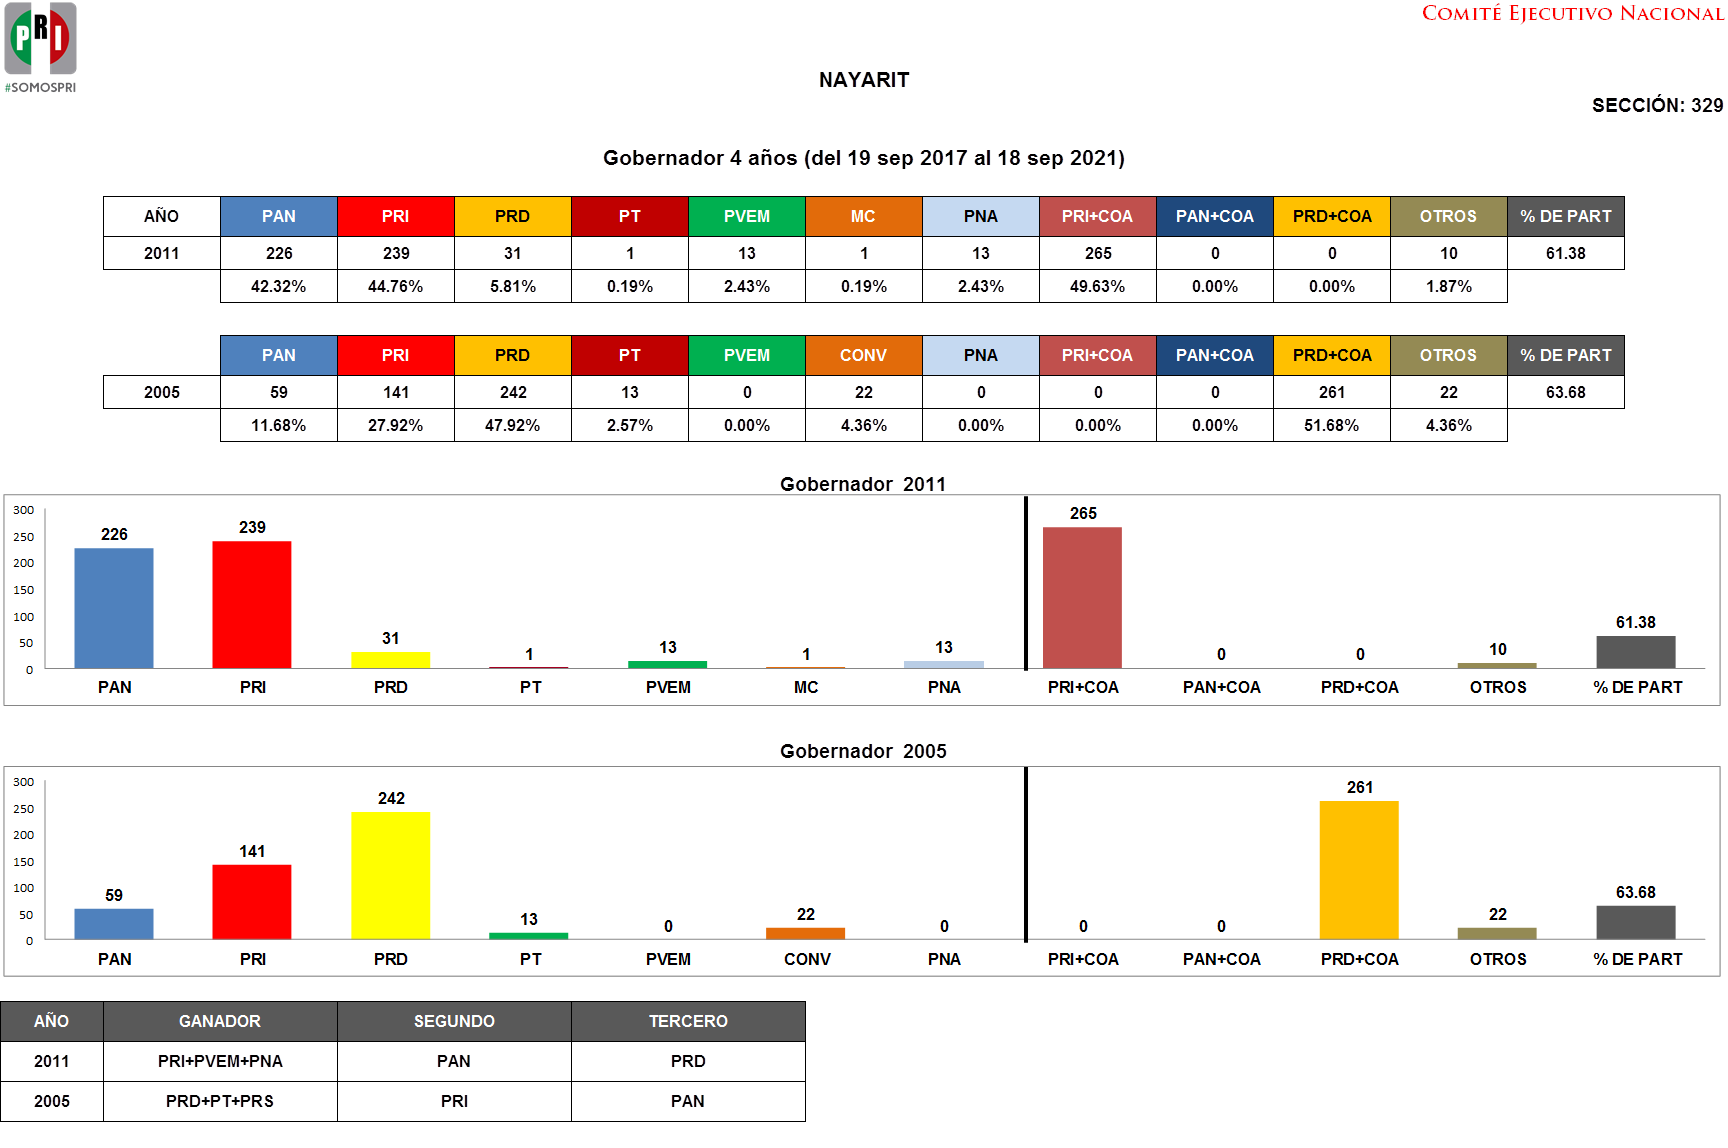 PRI
#SOMOSPRI
COMITÉ EJECUTIVO NACIONAL
NAYARIT
SECCIÓN: 329
Gobernador 4 años (del 19 sep 2017 al 18 sep 2021)
AÑO PAN PRI PRD PT PVEM MC PNA PRI+COA PAN+COA PRD+COA OTROS % DE PART
2011 226 239 31 1 13 1 13 265 0 0 10 61.38
42.32% 44.76% 5.81% 0.19% 2.43% 0.19% 2.43% 49.63% 0.00% 0.00% 1.87%
PAN PRI PRD PT PVEM CONV PNA PRI+COA PAN+COA PRD+COA OTROS % DE PART
2005 59 141 242 13 0 22 0 0 0 261 22 63.68
11.68% 27.92% 47.92% 2.57% 0.00% 4.36% 0.00% 0.00% 0.00% 51.68% 4.36%
Gobernador 2011
300
250
200
150
100
50
0
226 239 31 1 13 1 13 265 0 0 10 61.38
PAN PRI PRD PT PVEM MC PNA PRI+COA PAN+COA PRD+COA OTROS % DE PART
Gobernador 2005
300
250
200
150
100
50
0
59 141 242 13 0 22 0 0 0 261 22 63.68
PAN PRI PRD PT PVEM CONV PNA PRI+COA PAN+COA PRD+COA OTROS % DE PART
AÑO GANADOR SEGUNDO TERCERO
2011 PRI+PVEM+PNA PAN PRD
2005 PRD+PT+PRS PRI PAN